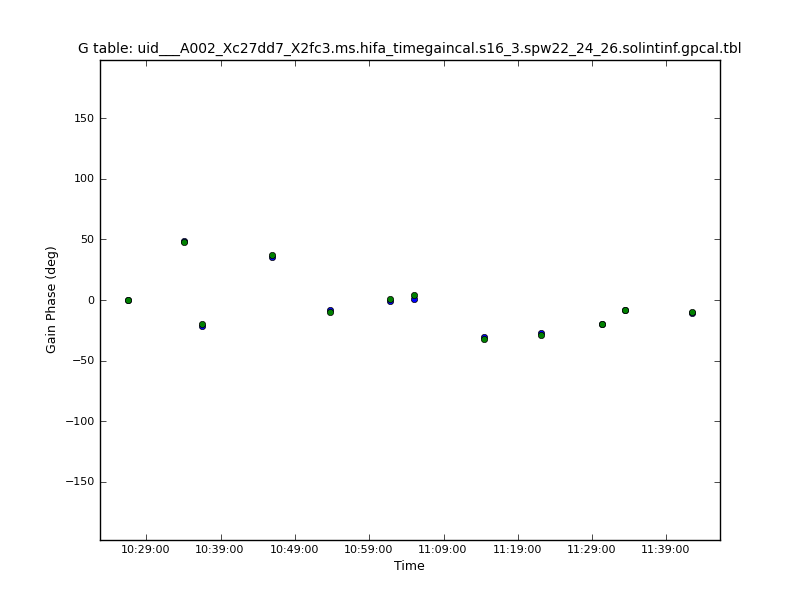 G table: uid___A002_Xc27dd7_X2fc3.ms.hifa_timegaincal.s16_3.spw22_24_26.solintinf.gpcal.tbl
150
100
50
0
−50
−100
−150
Gain Phase (deg)
10:29:00 10:39:00 10:49:00 10:59:00 11:09:00 11:19:00 11:29:00 11:39:00
Time